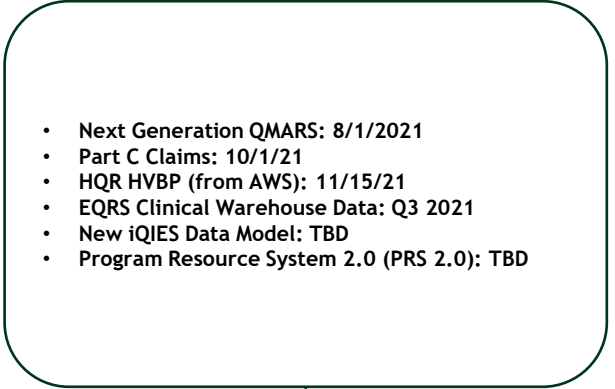 • Next Generation QMARS: 8/1/2021
• Part C Claims: 10/1/21
• HQR HVBP (from AWS): 11/15/21
• EQRS Clinical Warehouse Data: Q3 2021
• New iQIES Data Model: TBD
• Program Resource System 2.0 (PRS 2.0): TBD